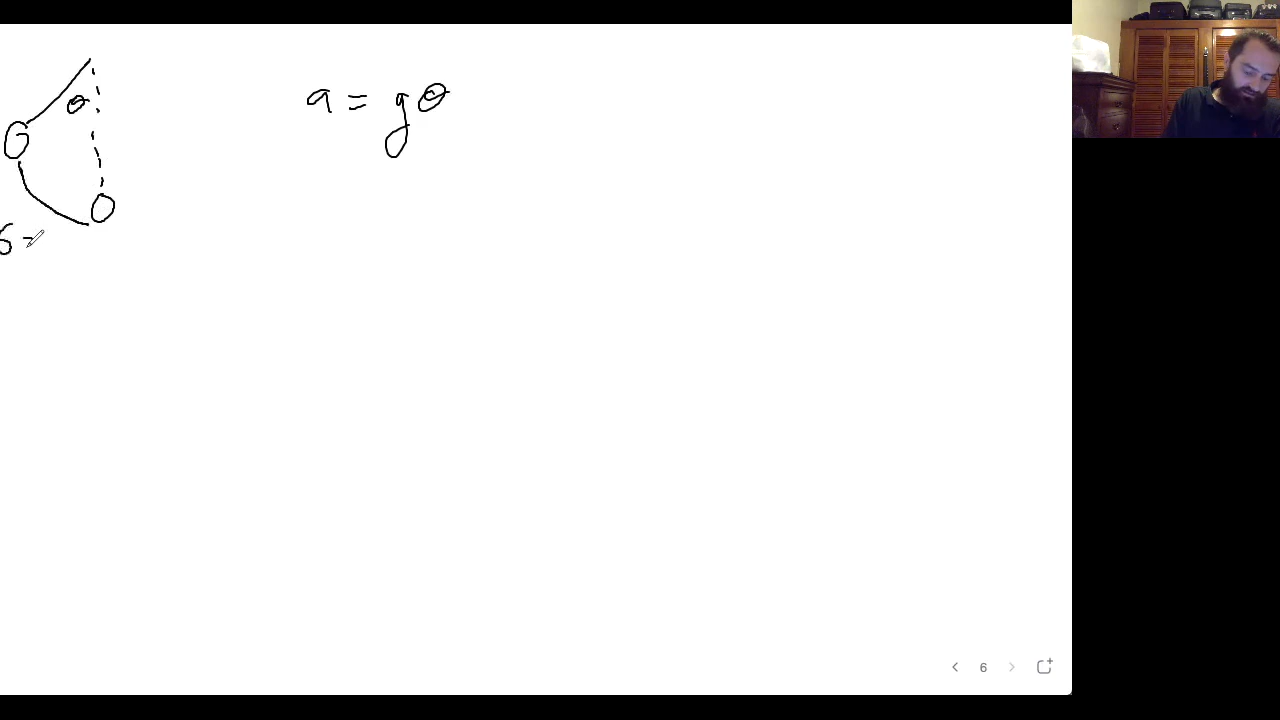 θ
a = gθ
S =
6